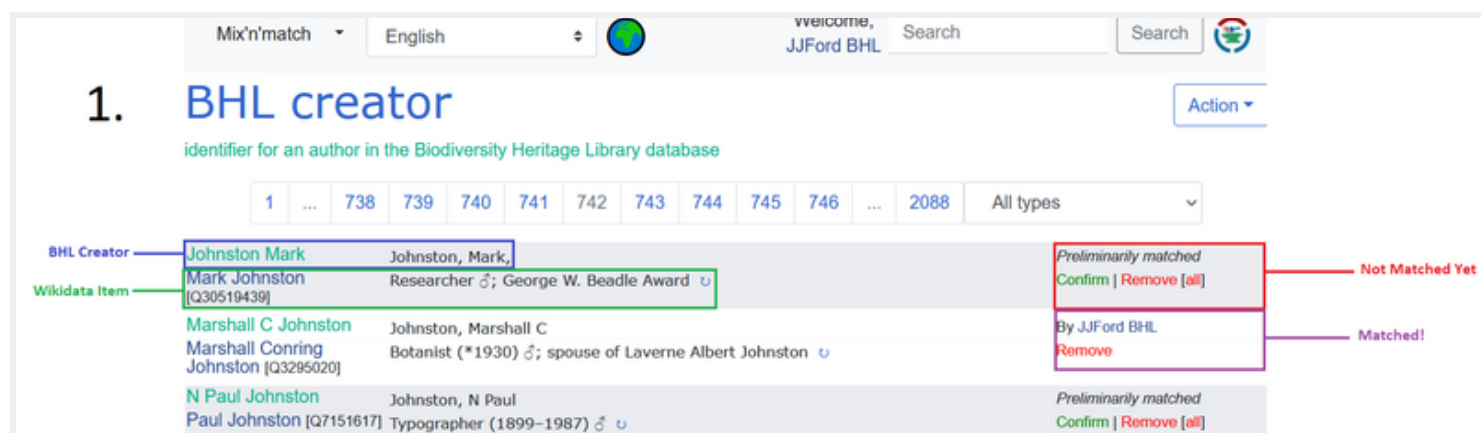 Mix'n'match English Welcome, JJFord BHL Search Search
1. BHL creator Action
identifier for an author in the Biodiversity Heritage Library database
1 ... 738 739 740 741 742 743 744 745 746 ... 2088 All types
BHL Creator Johnston Mark Johnston, Mark, Preliminarily matched
Wikidata Item Mark Johnston [Q30519439] Researcher ♂; George W. Beadle Award ↻ Confirm | Remove [all] Not Matched Yet
Marshall C Johnston Johnston, Marshall C By JJFord BHL
Marshall Conring Johnston [Q3295020] Botanist (*1930) ♂; spouse of Laverne Albert Johnston ↻ Remove Matched!
N Paul Johnston Johnston, N Paul Preliminarily matched
Paul Johnston [Q7151617] Typographer (1899–1987) ♂ ↻ Confirm | Remove [all]